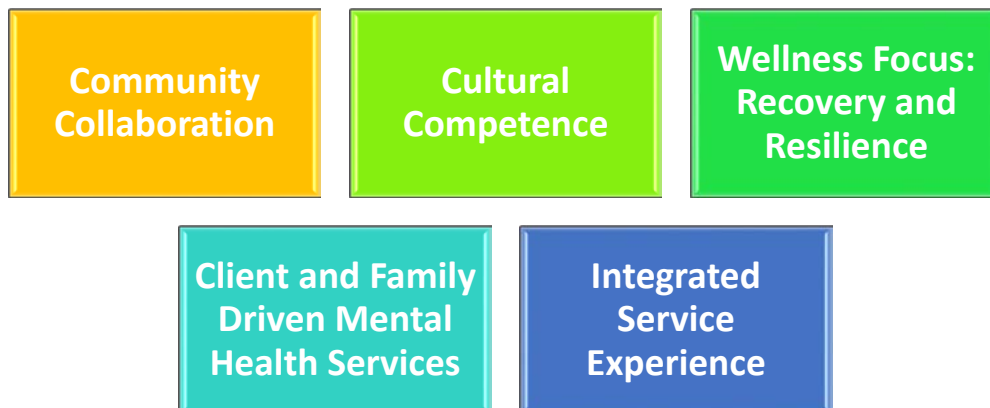 Community
Collaboration
Cultural
Competence
Wellness Focus:
Recovery and
Resilience
Client and Family
Driven Mental
Health Services
Integrated
Service
Experience